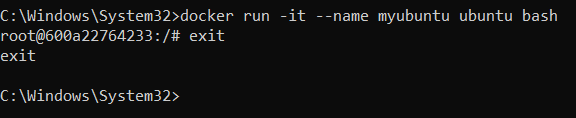 C:\Windows\System32>docker run -it --name myubuntu ubuntu bash
root@600a22764233:/# exit
exit
C:\Windows\System32>